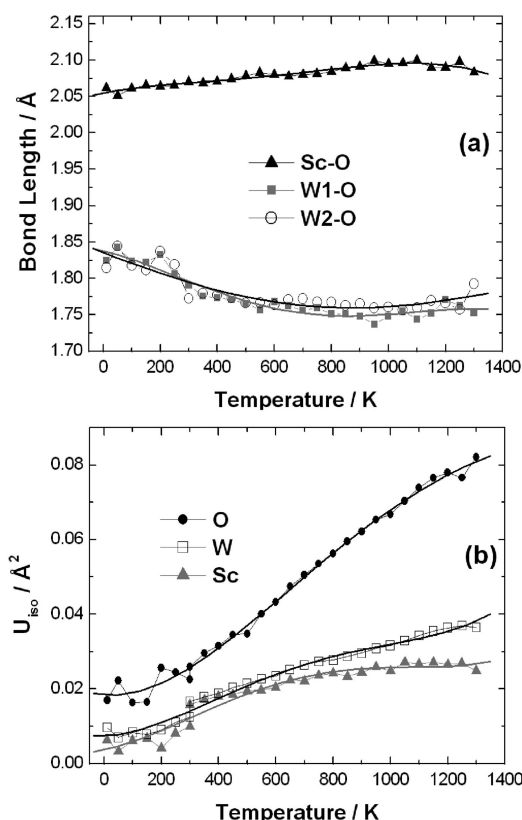 2.15
2.10
2.05
2.00
1.95
1.90
1.85
1.80
1.75
1.70
Bond Length / Å
(a)
Sc-O
W1-O
W2-O
0 200 400 600 800 1000 1200 1400
Temperature / K
0.08
0.06
0.04
0.02
0.00
U_iso / Å²
O
W
Sc
(b)
0 200 400 600 800 1000 1200 1400
Temperature / K